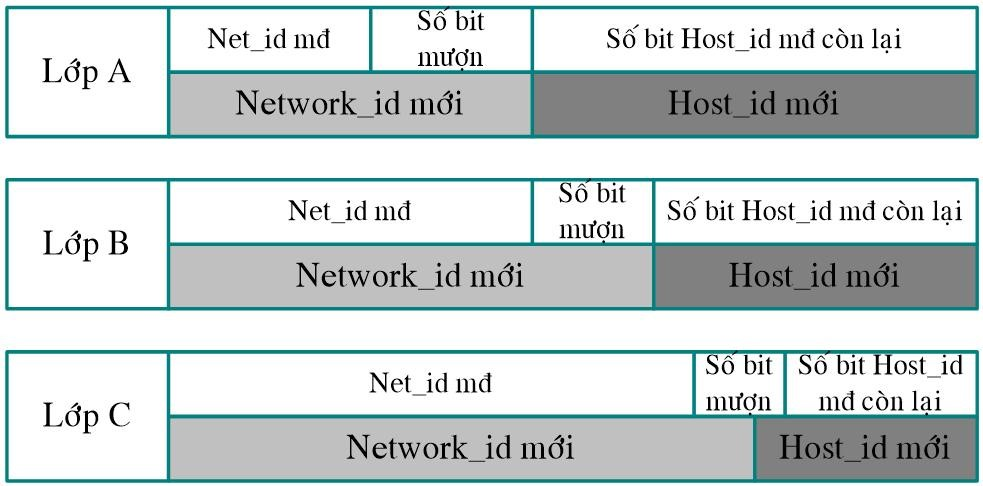 Lớp A
Net_id mđ
Số bit
mượn
Số bit Host_id mđ còn lại
Network_id mới
Host_id mới
Lớp B
Net_id mđ
Số bit
mượn
Số bit Host_id mđ còn lại
Network_id mới
Host_id mới
Lớp C
Net_id mđ
Số bit
mượn
Số bit Host_id
mđ còn lại
Network_id mới
Host_id mới